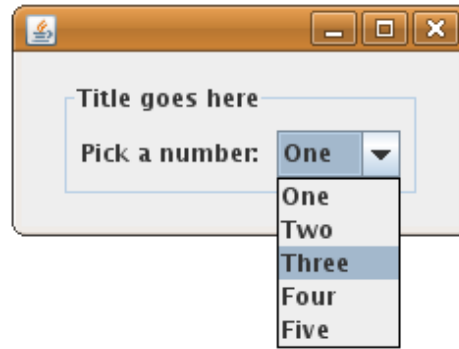 Title goes here
Pick a number: One
One
Two
Three
Four
Five